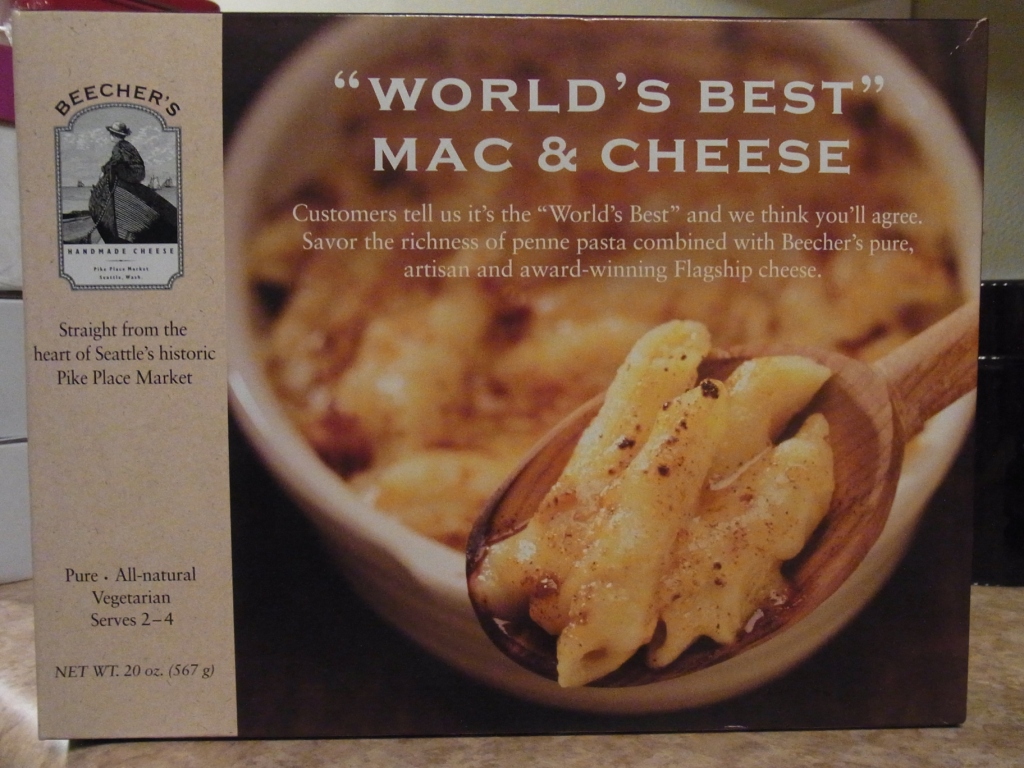 BEECHER'S
HANDMADE CHEESE
Pike Place Market
Seattle, Wash.
Straight from the
heart of Seattle's historic
Pike Place Market
Pure · All-natural
Vegetarian
Serves 2–4
NET WT. 20 oz. (567 g)
“WORLD'S BEST”
MAC & CHEESE
Customers tell us it's the “World's Best” and we think you'll agree.
Savor the richness of penne pasta combined with Beecher's pure,
artisan and award-winning Flagship cheese.